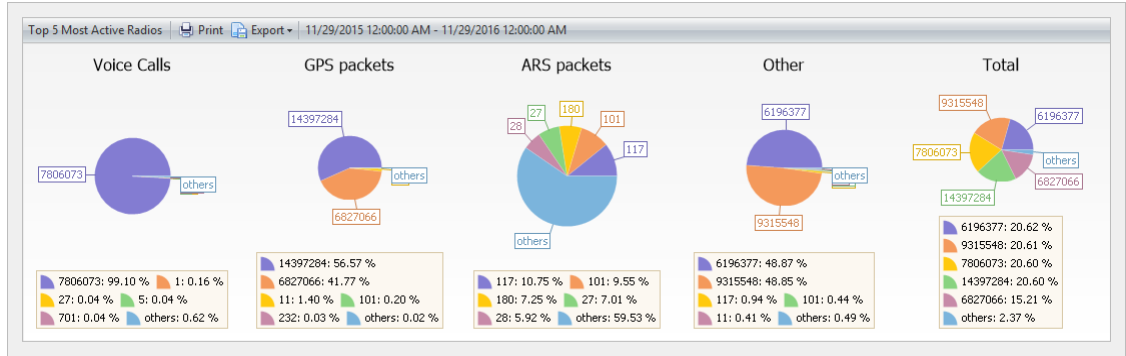 Top 5 Most Active Radios Print Export 11/29/2015 12:00:00 AM - 11/29/2016 12:00:00 AM
Voice Calls
7806073
others
7806073: 99.10 % 1: 0.16 %
27: 0.04 % 5: 0.04 %
701: 0.04 % others: 0.62 %
GPS packets
14397284
others
6827066
14397284: 56.57 %
6827066: 41.77 %
11: 1.40 % 101: 0.20 %
232: 0.03 % others: 0.02 %
ARS packets
180
27
101
28
117
others
117: 10.75 % 101: 9.55 %
180: 7.25 % 27: 7.01 %
28: 5.92 % others: 59.53 %
Other
6196377
others
9315548
6196377: 48.87 %
9315548: 48.85 %
117: 0.94 % 101: 0.44 %
11: 0.41 % others: 0.49 %
Total
9315548
6196377
7806073
others
6827066
14397284
6196377: 20.62 %
9315548: 20.61 %
7806073: 20.60 %
14397284: 20.60 %
6827066: 15.21 %
others: 2.37 %